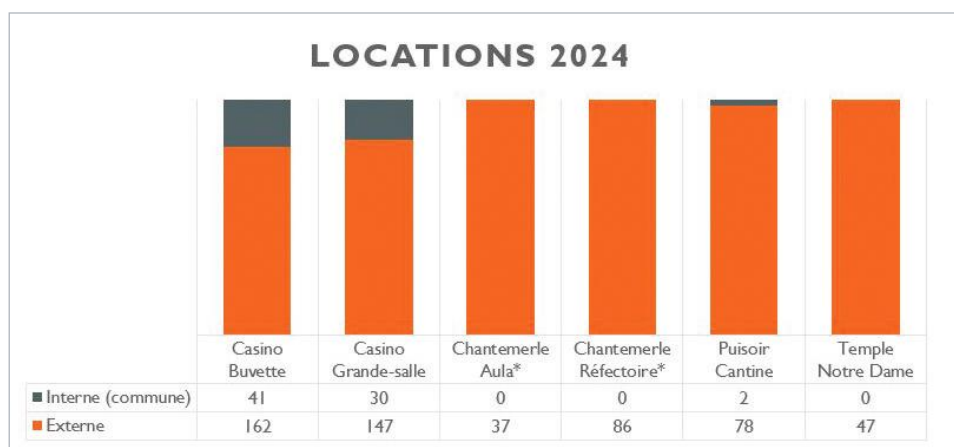 LOCATIONS 2024
Casino Buvette
Casino Grande-salle
Chantemerle Aula*
Chantemerle Réfectoire*
Puisoir Cantine
Temple Notre Dame
Interne (commune) 41 30 0 0 2 0
Externe 162 147 37 86 78 47